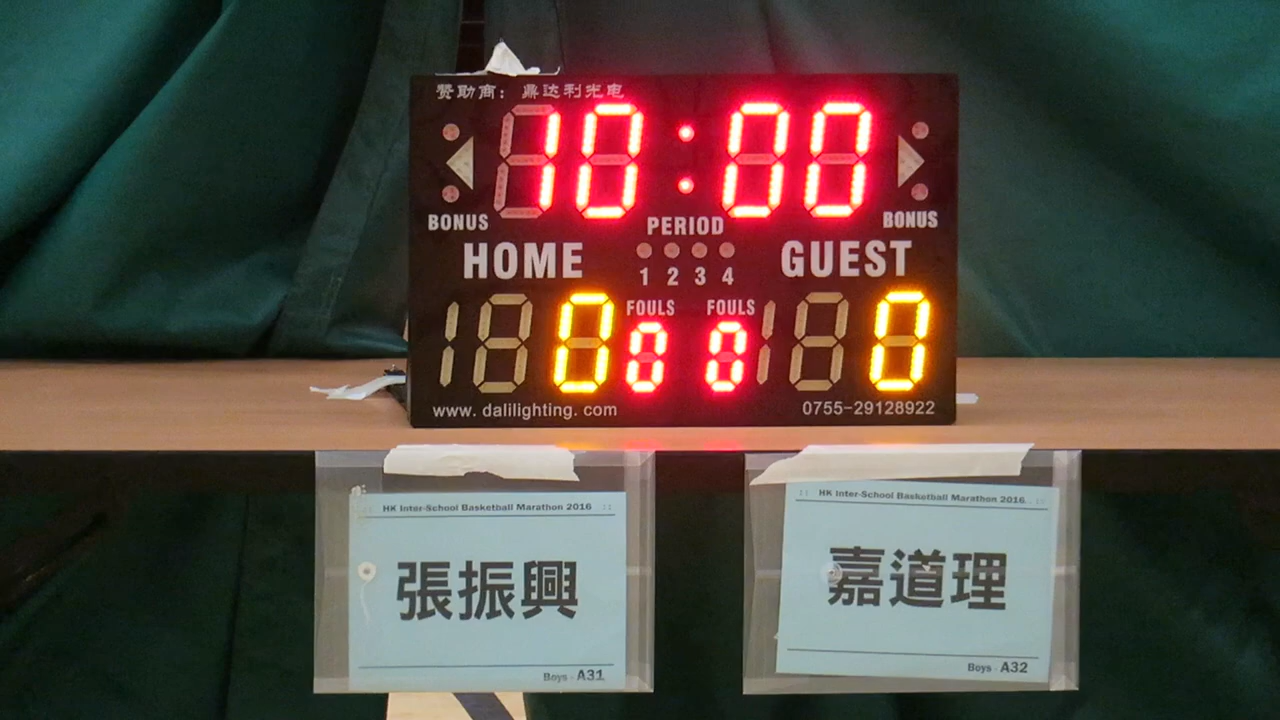 赞助商：鼎达利光电
10:00
BONUS
PERIOD
BONUS
HOME
1 2 3 4
GUEST
FOULS
FOULS
0
0
0
0
www. dalilighting. com
0755-29128922
HK Inter-School Basketball Marathon 2016
張振興
Boys - A31
HK Inter-School Basketball Marathon 2016
嘉道理
Boys - A32